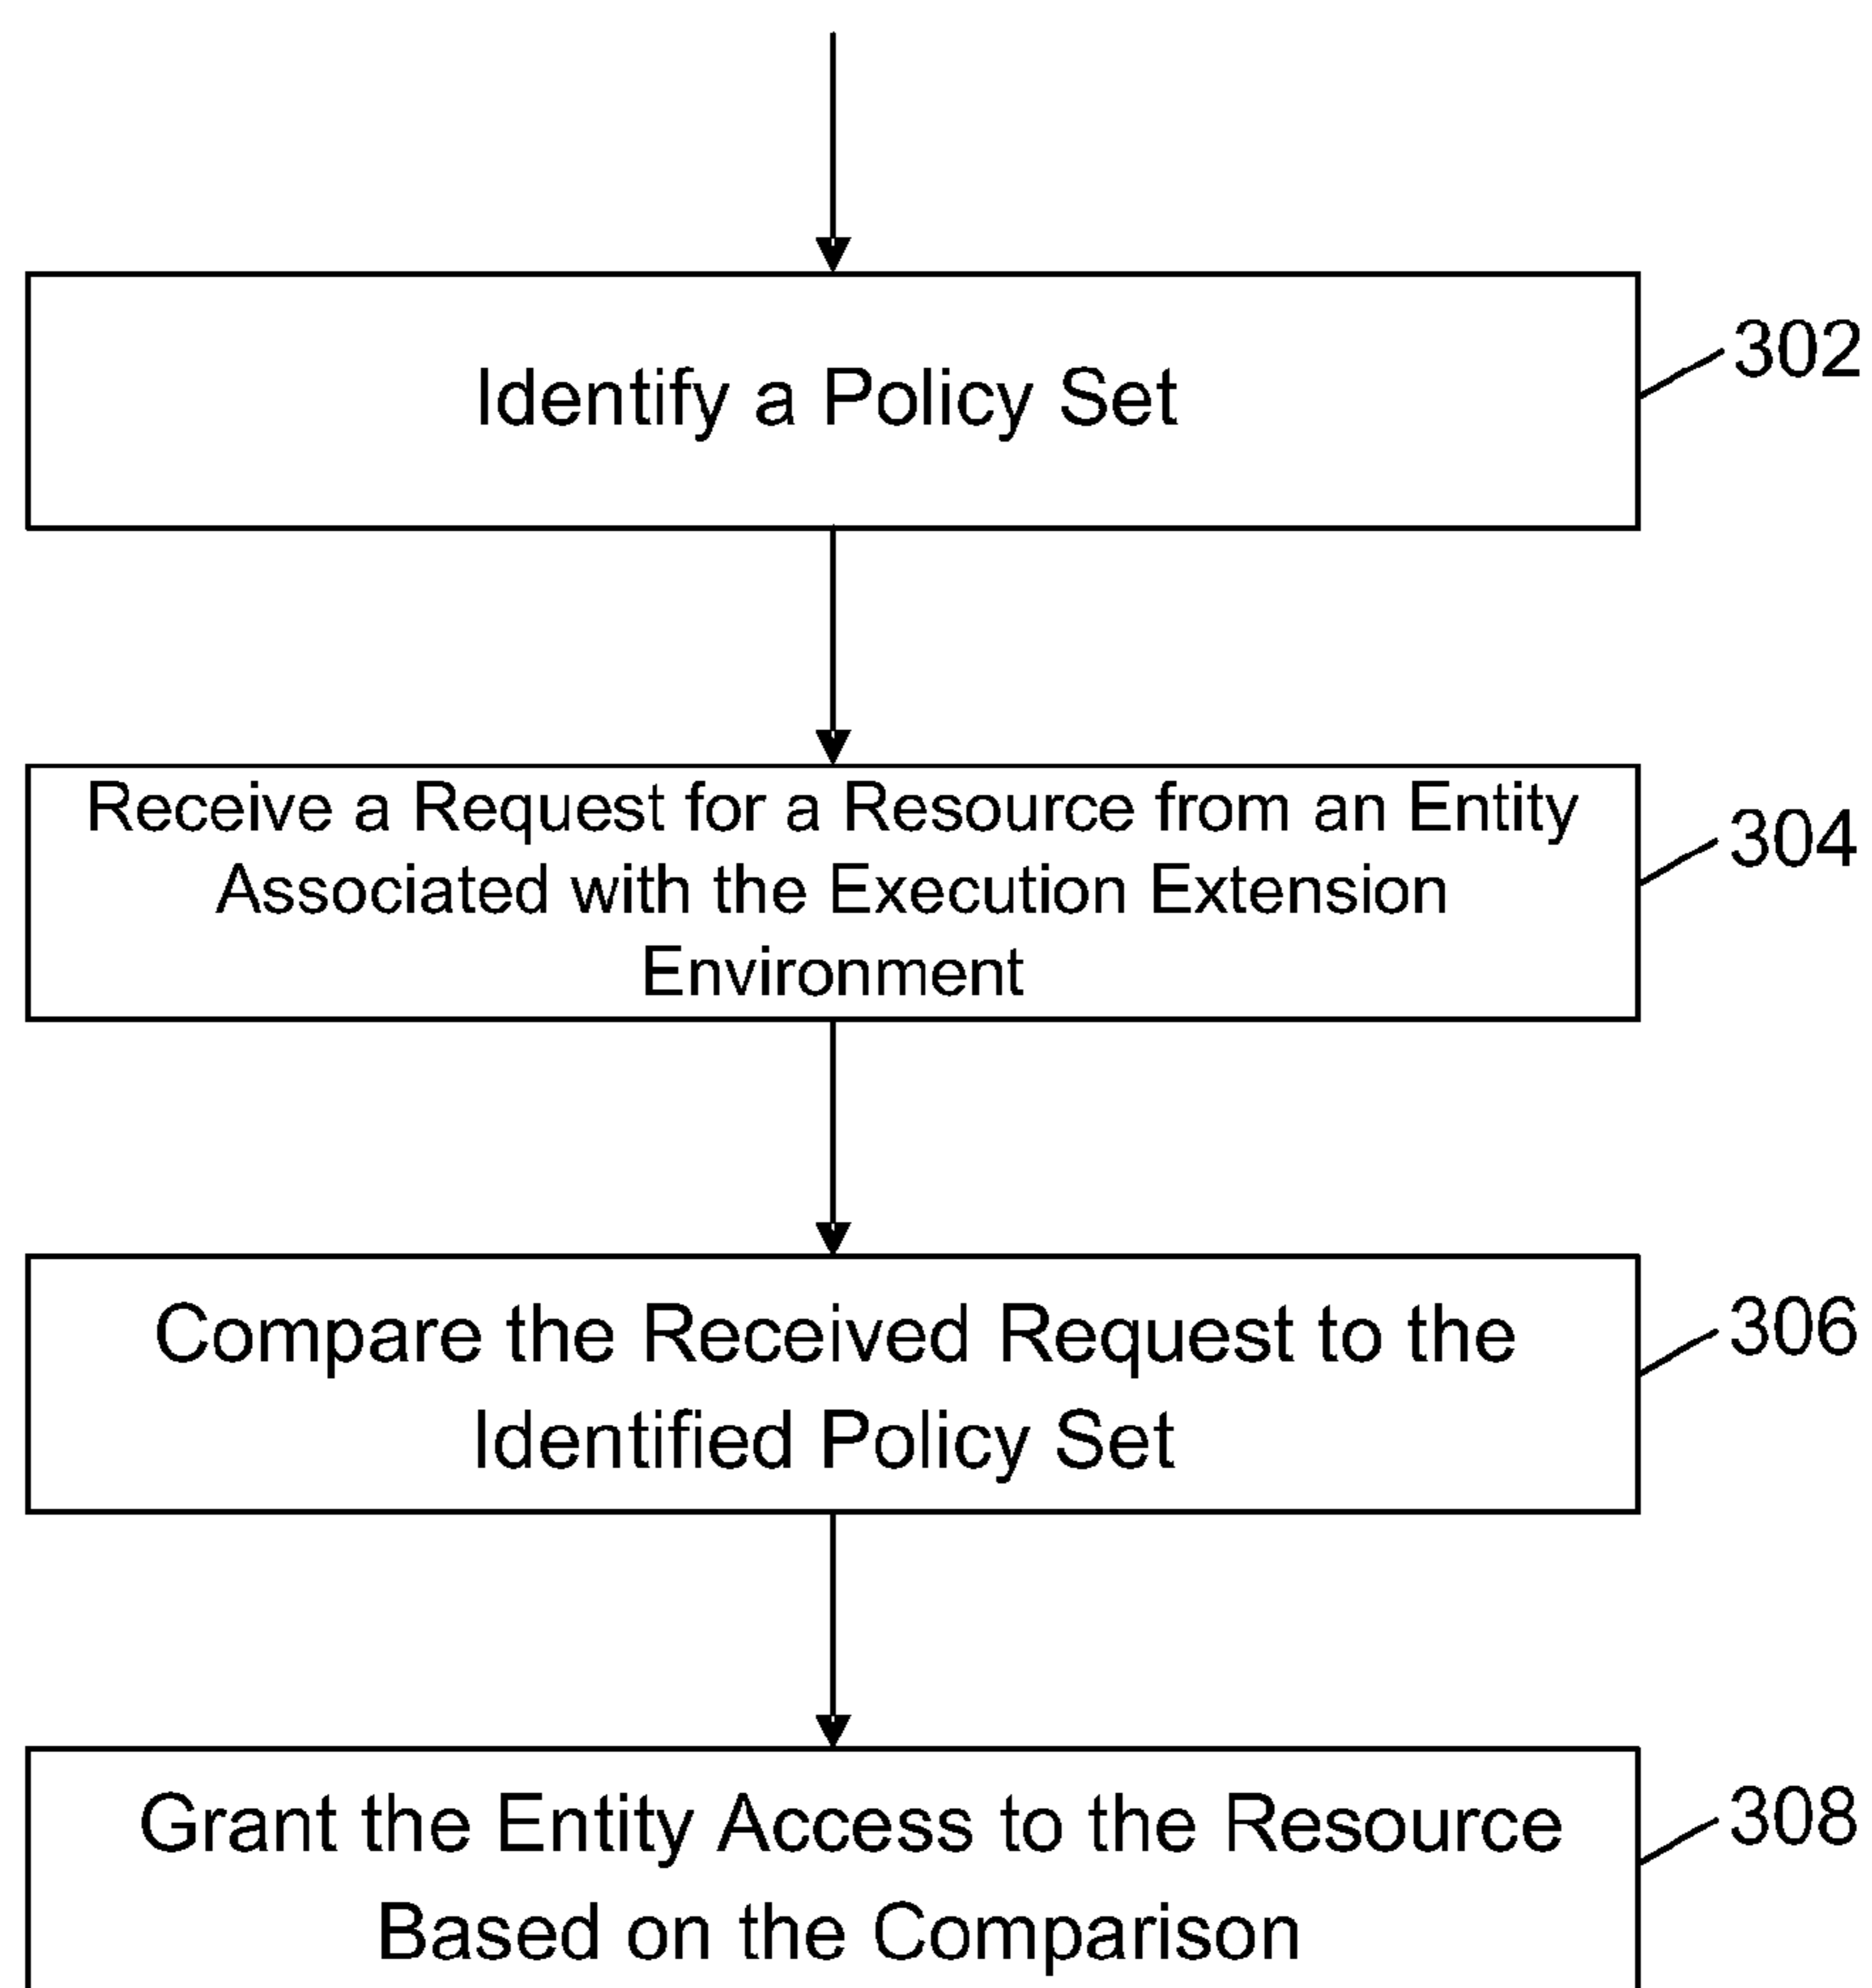 Identify a Policy Set
302
Receive a Request for a Resource from an Entity
Associated with the Execution Extension
Environment
304
Compare the Received Request to the
Identified Policy Set
306
Grant the Entity Access to the Resource
Based on the Comparison
308